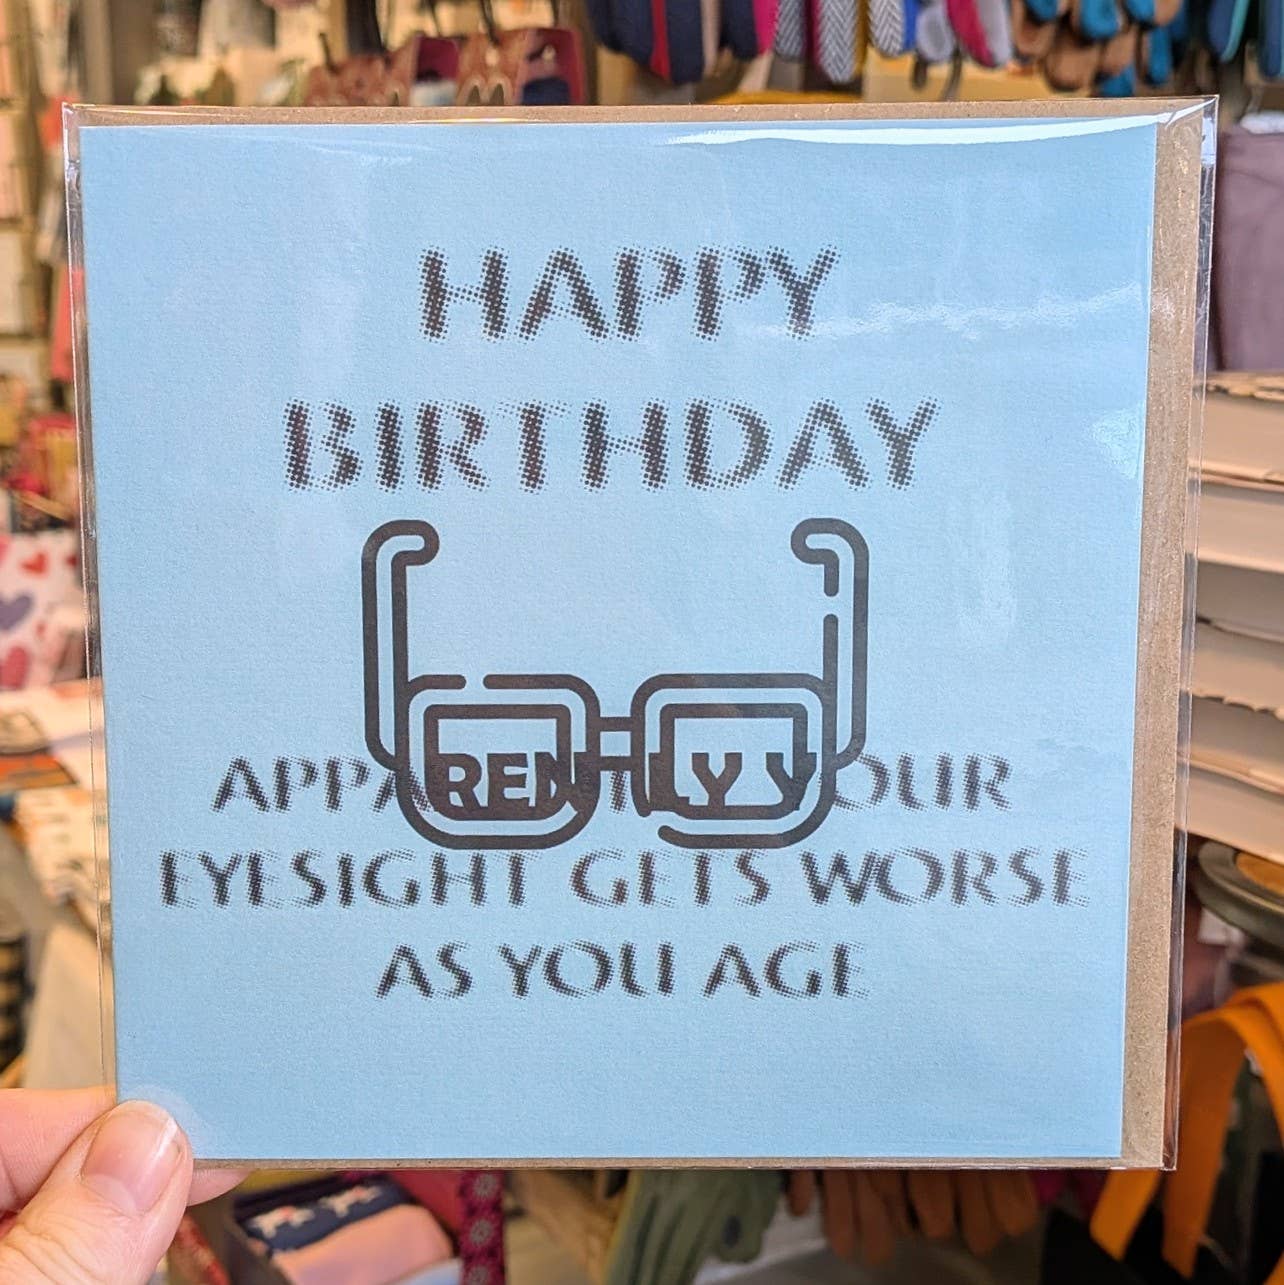 HAPPY
BIRTHDAY
APPARENTLY YOUR
EYESIGHT GETS WORSE
AS YOU AGE